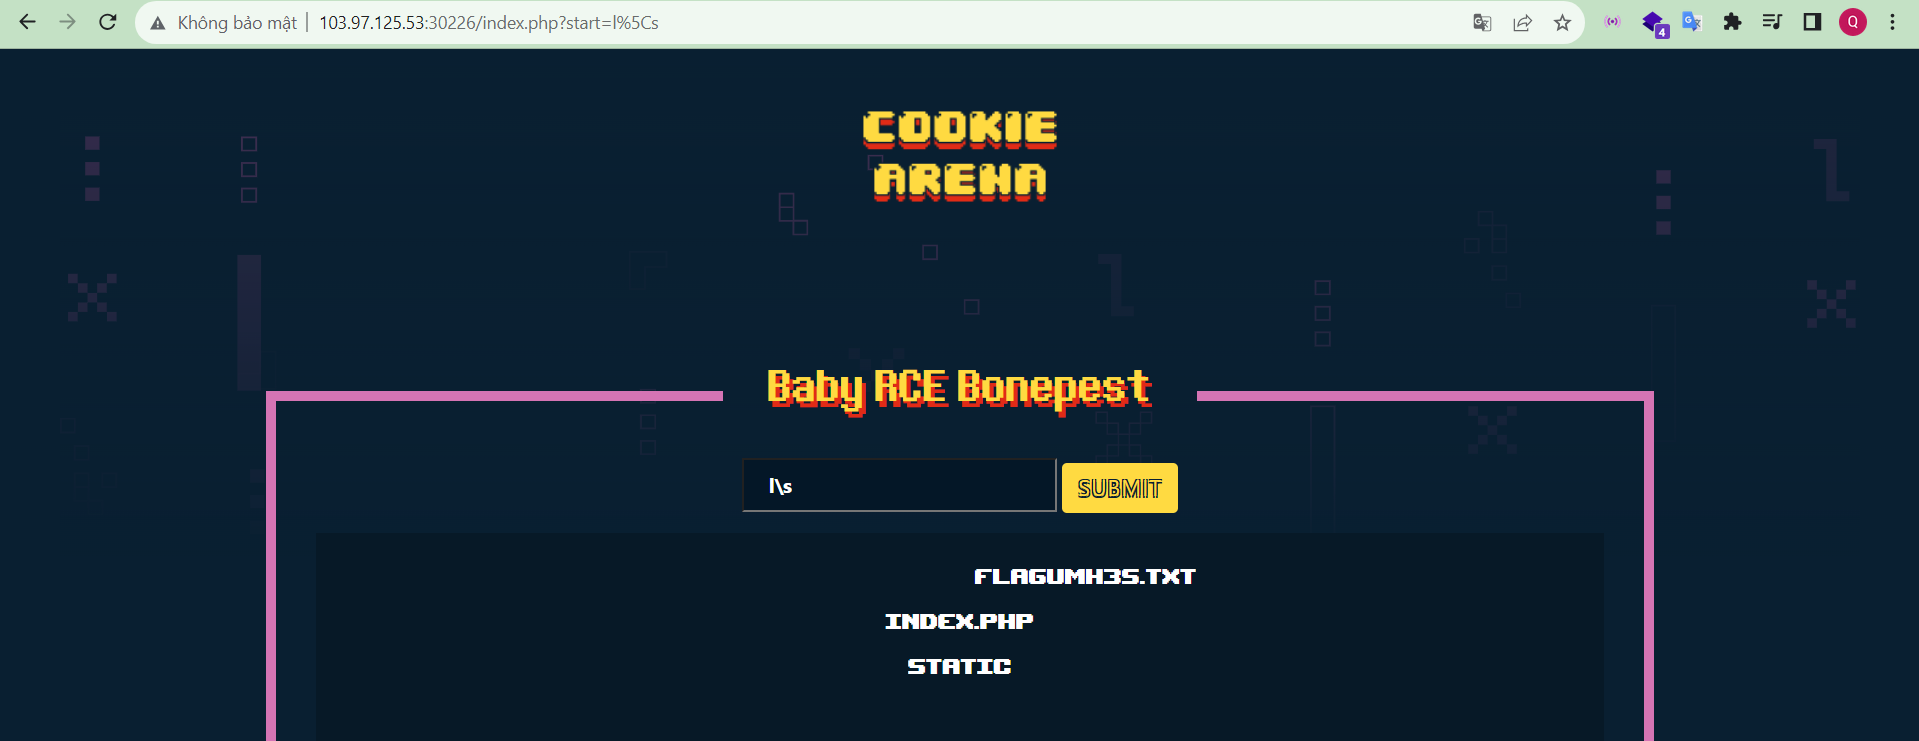 Không bảo mật | 103.97.125.53:30226/index.php?start=l%5Cs
4
Q
COOKIE
ARENA
Baby RCE Bonepest
l\s
SUBMIT
FLAGUMH3S.TXT
INDEX.PHP
STATIC